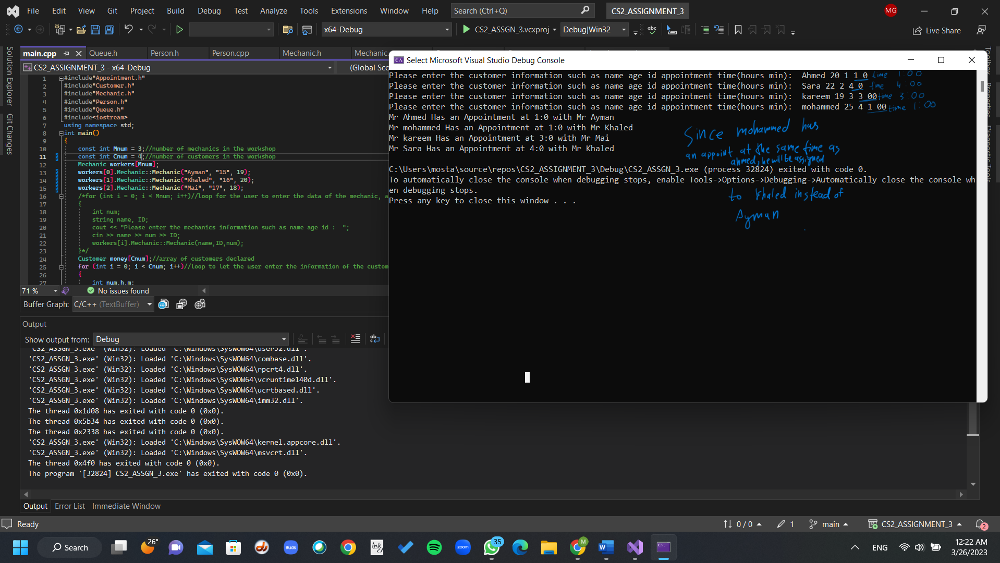 File Edit View Git Project Build Debug Test Analyze Tools Extensions Window Help Search (Ctrl+Q) CS2_ASSIGNMENT_3 MG
x64-Debug CS2_ASSGN_3.vcxproj Debug|Win32 Live Share
Solution Explorer
Git Changes
main.cpp Queue.h Person.h Person.cpp Mechanic.h Mechanic.
CS2_ASSIGNMENT_3 - x64-Debug (Global Sco
1 #include"Appointment.h"
2 #include"Customer.h"
3 #include"Mechanic.h"
4 #include"Person.h"
5 #include"Queue.h"
6 #include<iostream>
7 using namespace std;
8 int main()
9 {
10 const int Mnum = 3;//number of mechanics in the workshop
11 const int Cnum = 4;//number of customers in the workshop
12 Mechanic workers[Mnum];
13 workers[0].Mechanic::Mechanic("Ayman", "15", 19);
14 workers[1].Mechanic::Mechanic("Khaled", "16", 20);
15 workers[2].Mechanic::Mechanic("Mai", "17", 18);
16 /*for (int i = 0; i < Mnum; i++)//loop for the user to enter the data of the mechanic, a
17 {
18 int num;
19 string name, ID;
20 cout << "Please enter the mechanics information such as name age id : ";
21 cin >> name >> num >> ID;
22 workers[i].Mechanic::Mechanic(name,ID,num);
23 }*/
24 Customer money[Cnum];//array of customers declared
25 for (int i = 0; i < Cnum; i++)//loop to let the user enter the information of the custom
26 {
27 int num,h,m;
71 % No issues found
Buffer Graph: C/C++ (TextBuffer)
Output
Show output from: Debug
'CS2_ASSGN_3.exe' (Win32): Loaded 'C:\Windows\SysWOW64\user32.dll'.
'CS2_ASSGN_3.exe' (Win32): Loaded 'C:\Windows\SysWOW64\combase.dll'.
'CS2_ASSGN_3.exe' (Win32): Loaded 'C:\Windows\SysWOW64\rpcrt4.dll'.
'CS2_ASSGN_3.exe' (Win32): Loaded 'C:\Windows\SysWOW64\vcruntime140d.dll'.
'CS2_ASSGN_3.exe' (Win32): Loaded 'C:\Windows\SysWOW64\ucrtbased.dll'.
'CS2_ASSGN_3.exe' (Win32): Loaded 'C:\Windows\SysWOW64\imm32.dll'.
The thread 0x1d08 has exited with code 0 (0x0).
The thread 0x5b34 has exited with code 0 (0x0).
The thread 0x2338 has exited with code 0 (0x0).
'CS2_ASSGN_3.exe' (Win32): Loaded 'C:\Windows\SysWOW64\kernel.appcore.dll'.
'CS2_ASSGN_3.exe' (Win32): Loaded 'C:\Windows\SysWOW64\msvcrt.dll'.
The thread 0x4f0 has exited with code 0 (0x0).
The program '[32824] CS2_ASSGN_3.exe' has exited with code 0 (0x0).
Output Error List Immediate Window
Select Microsoft Visual Studio Debug Console
Please enter the customer information such as name age id appointment time(hours min): Ahmed 20 1 1 0 time 1:00
Please enter the customer information such as name age id appointment time(hours min): Sara 22 2 4 0 time 4:00
Please enter the customer information such as name age id appointment time(hours min): kareem 19 3 3 00 time 3:00
Please enter the customer information such as name age id appointment time(hours min): mohammed 25 4 1 00 time 1:00
Mr Ahmed Has an Appointment at 1:0 with Mr Ayman
Mr mohammed Has an Appointment at 1:0 with Mr Khaled
Mr kareem Has an Appointment at 3:0 with Mr Mai
Mr Sara Has an Appointment at 4:0 with Mr Khaled
Since mohammed has
an appoint at the same time as
ahmed, he will be assigned
C:\Users\mosta\source\repos\CS2_ASSIGNMENT_3\Debug\CS2_ASSGN_3.exe (process 32824) exited with code 0.
To automatically close the console when debugging stops, enable Tools->Options->Debugging->Automatically close the console wh
en debugging stops.
Press any key to close this window . . .
to Khaled instead of
Ayman
Ready 0 / 0 1 main CS2_ASSIGNMENT_3 2
Search 26° Buds ink zoom 35 M ENG 12:22 AM
3/26/2023